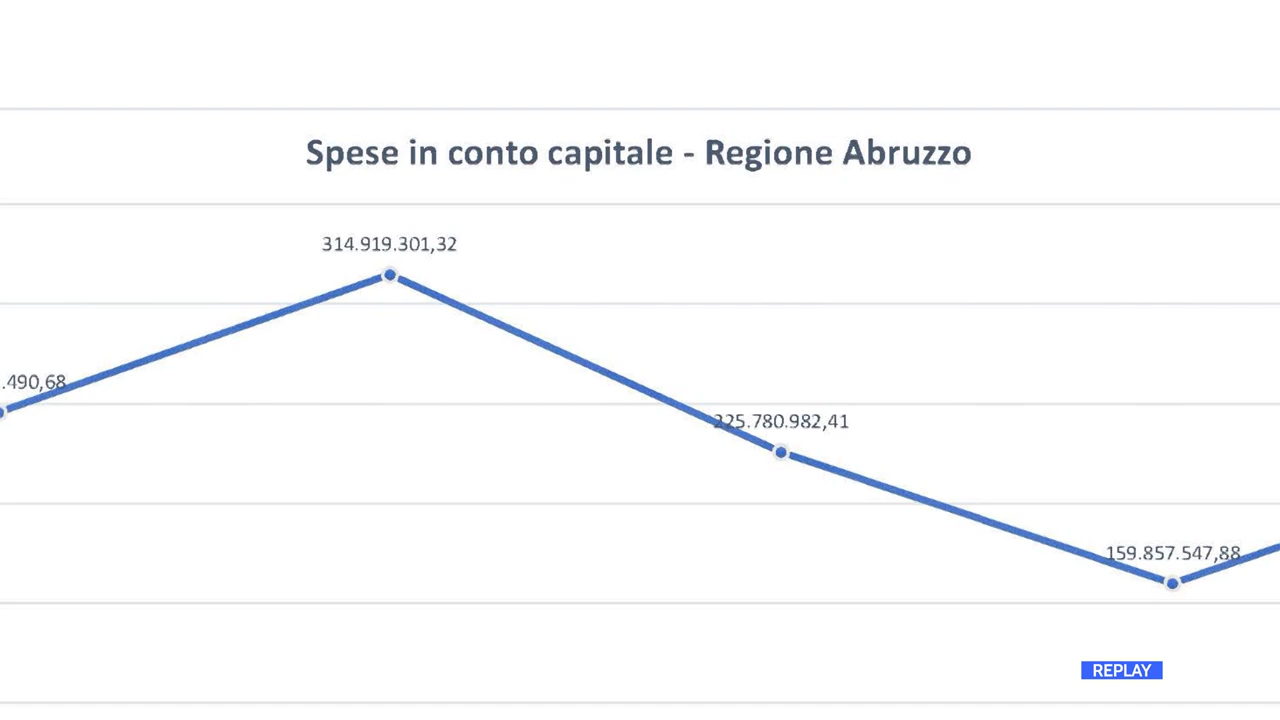 Spese in conto capitale - Regione Abruzzo
314.919.301,32
.490,68
225.780.982,41
159.857.547,88
REPLAY